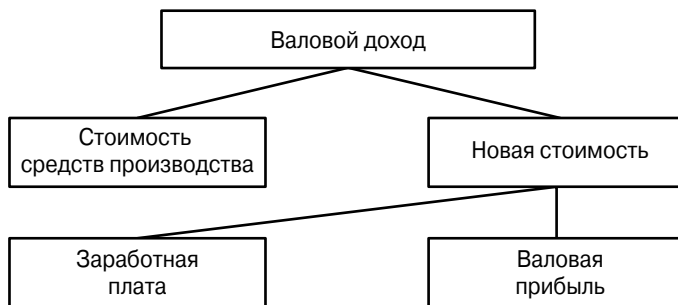 Валовой доход
Стоимость
средств производства
Новая стоимость
Заработная
плата
Валовая
прибыль